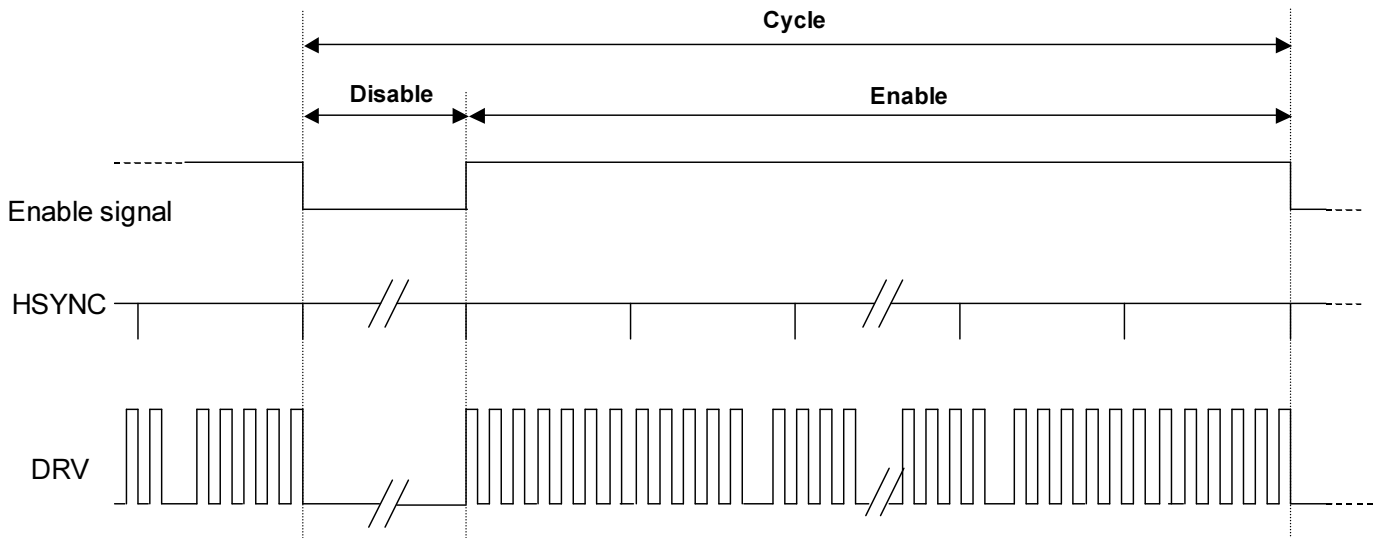 Cycle
Disable
Enable
Enable signal
HSYNC
DRV